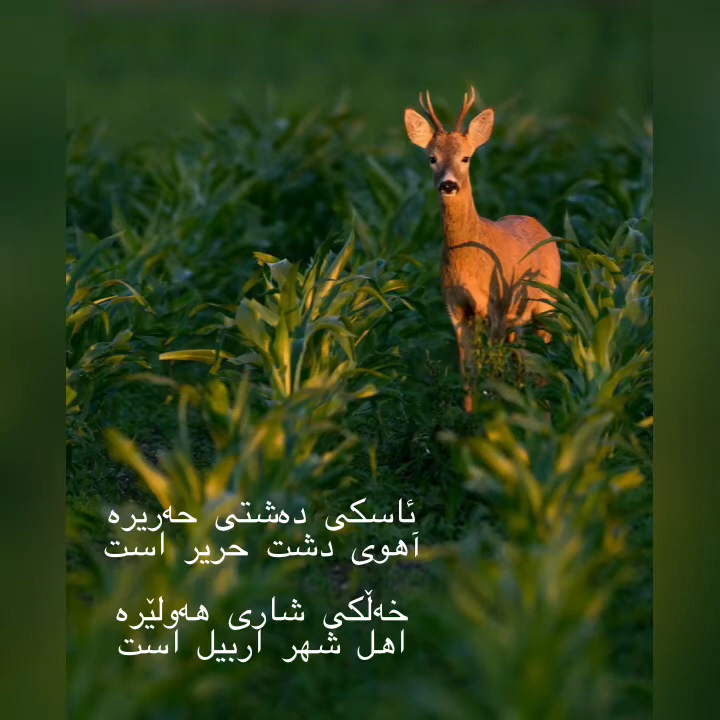 ئاسکی دەشتی حەریرە
آهوی دشت حریر است
خەڵکی شاری هەولێرە
اهل شهر اربیل است